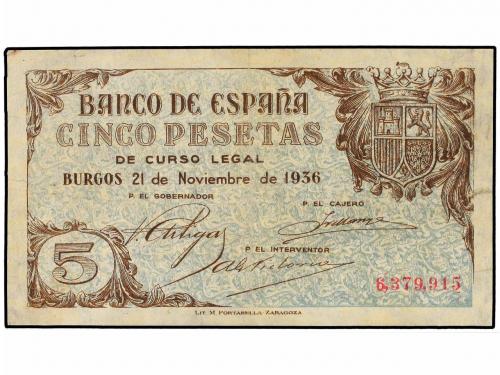 BANCO DE ESPAÑA
CINCO PESETAS
DE CURSO LEGAL
BURGOS 21 de Noviembre de 1936
P. EL GOBERNADOR
P. EL CAJERO
P. EL INTERVENTOR
5
6,379,915
LIT. M. PORTABELLA. ZARAGOZA